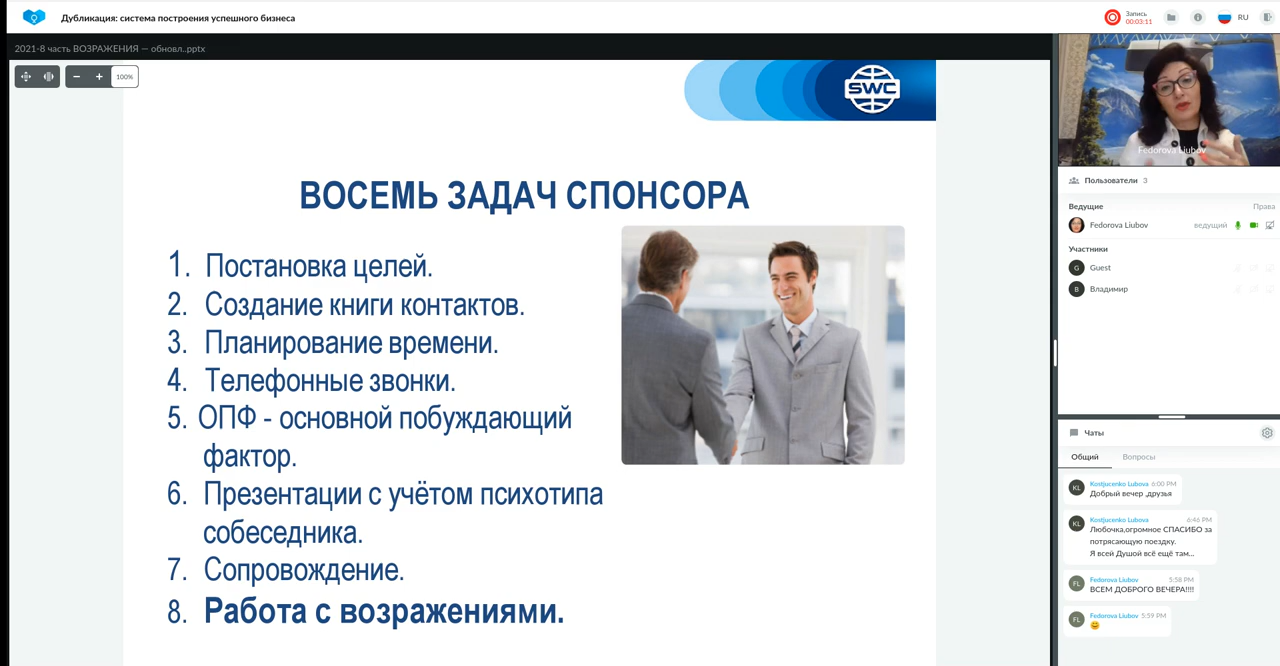 Дубликация: система построения успешного бизнеса
Запись
00:03:11
RU
2021-8 часть ВОЗРАЖЕНИЯ — обновл..pptx
100%
SWC
ВОСЕМЬ ЗАДАЧ СПОНСОРА
1. Постановка целей.
2. Создание книги контактов.
3. Планирование времени.
4. Телефонные звонки.
5. ОПФ - основной побуждающий
фактор.
6. Презентации с учётом психотипа
собеседника.
7. Сопровождение.
8. Работа с возражениями.
Fedorova Liubov
Пользователи 3
Ведущие Права
Fedorova Liubov ведущий
Участники
G Guest
В Владимир
Чаты
Общий Вопросы
KL Kostjucenko Lubova 6:00 PM
Добрый вечер ,друзья
KL Kostjucenko Lubova 6:46 PM
Любочка,огромное СПАСИБО за
потрясающую поездку.
Я всей Душой всё ещё там...
FL Fedorova Liubov 5:58 PM
ВСЕМ ДОБРОГО ВЕЧЕРА!!!!
FL Fedorova Liubov 5:59 PM
😊